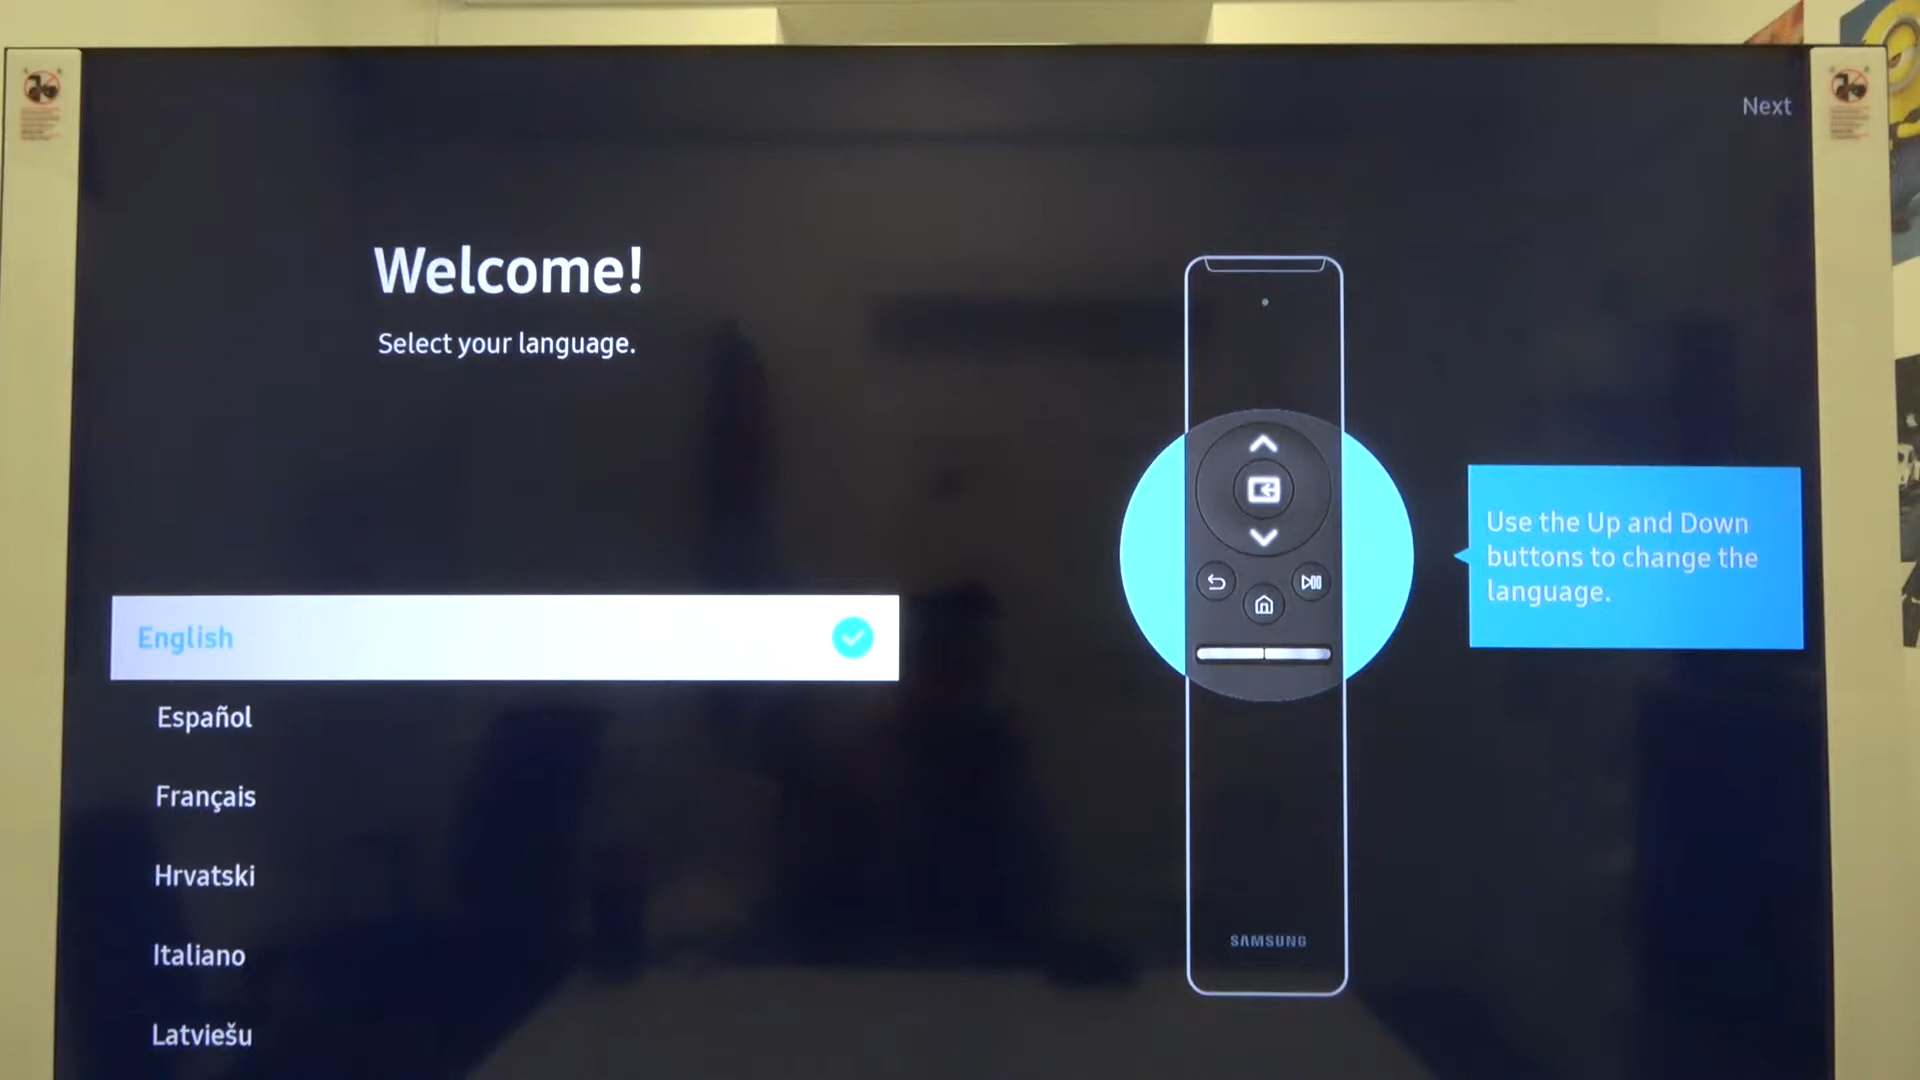 Next
Welcome!
Select your language.
English
Español
Français
Hrvatski
Italiano
Latviešu
Use the Up and Down
buttons to change the
language.
SAMSUNG